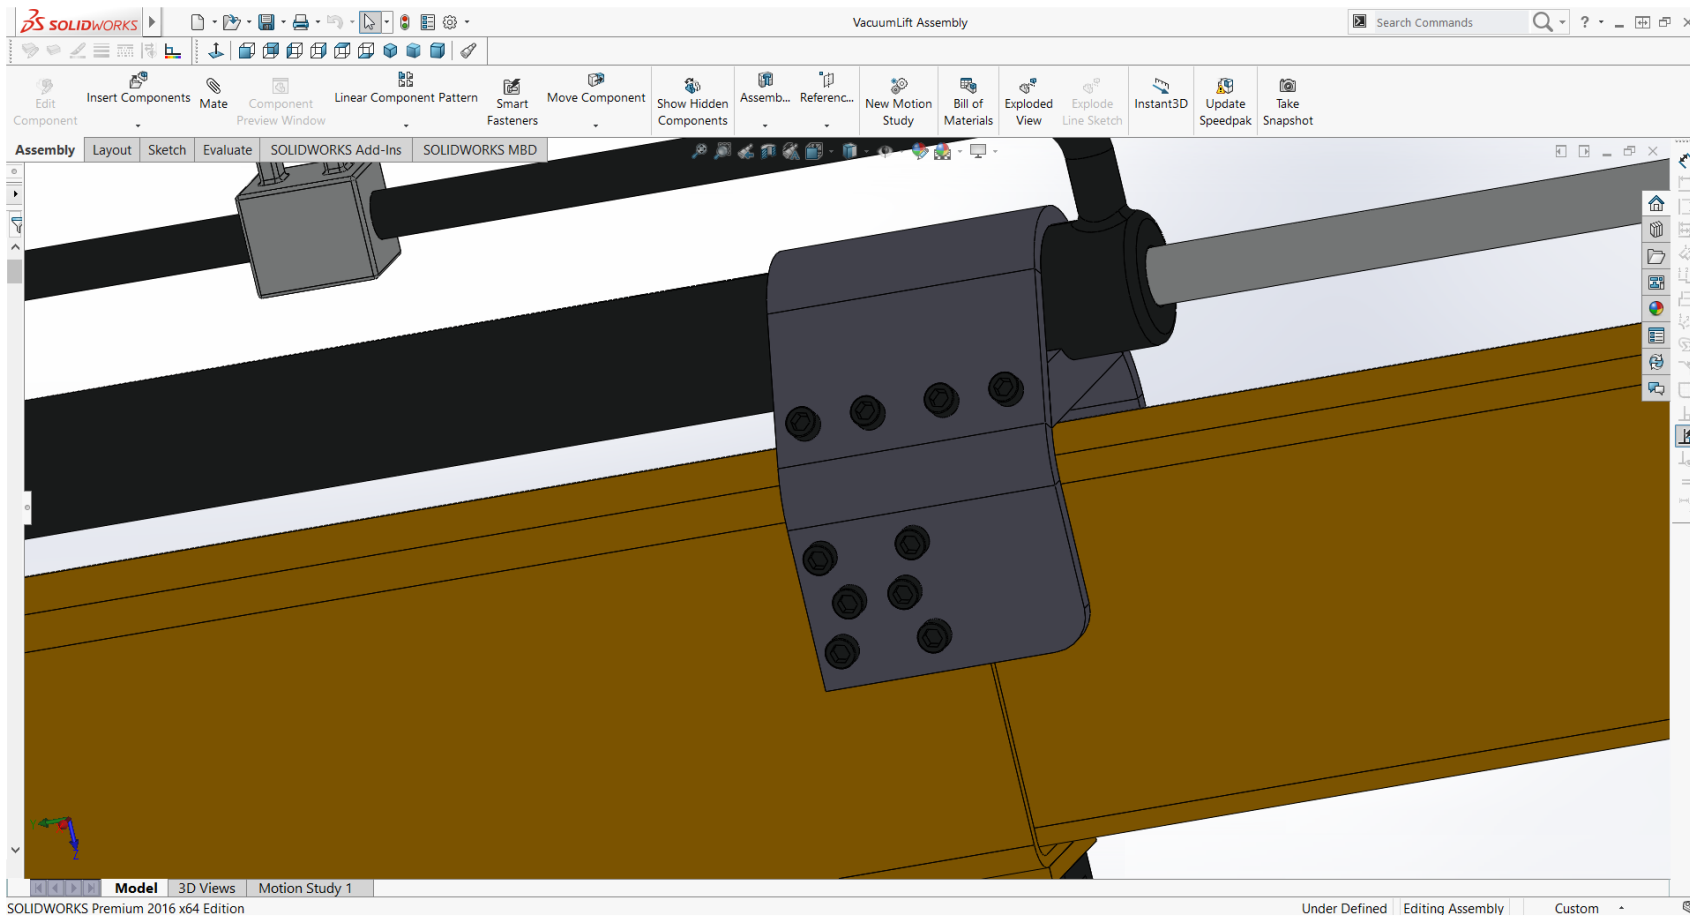 SOLIDWORKS
VacuumLift Assembly
Search Commands
?
Edit Component
Insert Components
Mate
Component Preview Window
Linear Component Pattern
Smart Fasteners
Move Component
Show Hidden Components
Assemb...
Referenc...
New Motion Study
Bill of Materials
Exploded View
Explode Line Sketch
Instant3D
Update Speedpak
Take Snapshot
Assembly Layout Sketch Evaluate SOLIDWORKS Add-Ins SOLIDWORKS MBD
Z
Model 3D Views Motion Study 1
SOLIDWORKS Premium 2016 x64 Edition
Under Defined Editing Assembly Custom